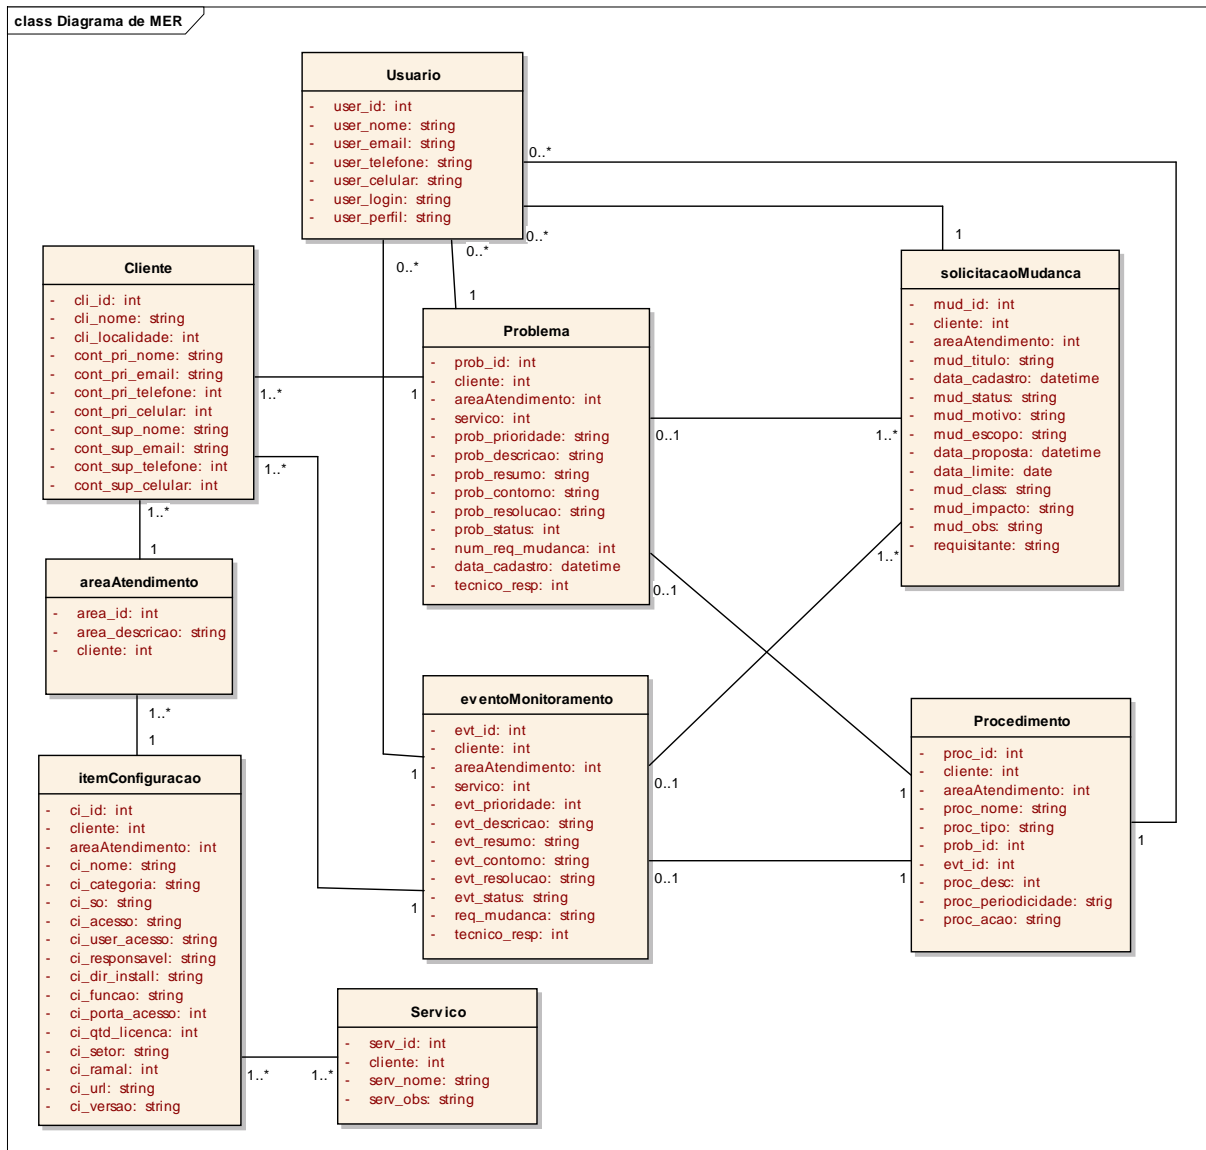 class Diagrama de MER
Usuario
- user_id: int
- user_nome: string
- user_email: string
- user_telefone: string
- user_celular: string
- user_login: string
- user_perfil: string
0..*
0..*
0..*
0..*
1
1
Cliente
- cli_id: int
- cli_nome: string
- cli_localidade: int
- cont_pri_nome: string
- cont_pri_email: string
- cont_pri_telefone: int
- cont_pri_celular: int
- cont_sup_nome: string
- cont_sup_email: string
- cont_sup_telefone: int
- cont_sup_celular: int
1..*
1
1..*
1..*
1
solicitacaoMudanca
- mud_id: int
- cliente: int
- areaAtendimento: int
- mud_titulo: string
- data_cadastro: datetime
- mud_status: string
- mud_motivo: string
- mud_escopo: string
- data_proposta: datetime
- data_limite: date
- mud_class: string
- mud_impacto: string
- mud_obs: string
- requisitante: string
Problema
- prob_id: int
- cliente: int
- areaAtendimento: int
- servico: int
- prob_prioridade: string
- prob_descricao: string
- prob_resumo: string
- prob_contorno: string
- prob_resolucao: string
- prob_status: int
- num_req_mudanca: int
- data_cadastro: datetime
- tecnico_resp: int
0..1
1..*
1..*
0..1
areaAtendimento
- area_id: int
- area_descricao: string
- cliente: int
1..*
1
eventoMonitoramento
- evt_id: int
- cliente: int
- areaAtendimento: int
- servico: int
- evt_prioridade: int
- evt_descricao: string
- evt_resumo: string
- evt_contorno: string
- evt_resolucao: string
- evt_status: string
- req_mudanca: string
- tecnico_resp: int
1
0..1
1
0..1
1
1
1
Procedimento
- proc_id: int
- cliente: int
- areaAtendimento: int
- proc_nome: string
- proc_tipo: string
- prob_id: int
- evt_id: int
- proc_desc: int
- proc_periodicidade: strig
- proc_acao: string
itemConfiguracao
- ci_id: int
- cliente: int
- areaAtendimento: int
- ci_nome: string
- ci_categoria: string
- ci_so: string
- ci_acesso: string
- ci_user_acesso: string
- ci_responsavel: string
- ci_dir_install: string
- ci_funcao: string
- ci_porta_acesso: int
- ci_qtd_licenca: int
- ci_setor: string
- ci_ramal: int
- ci_url: string
- ci_versao: string
1..*
1..*
Servico
- serv_id: int
- cliente: int
- serv_nome: string
- serv_obs: string